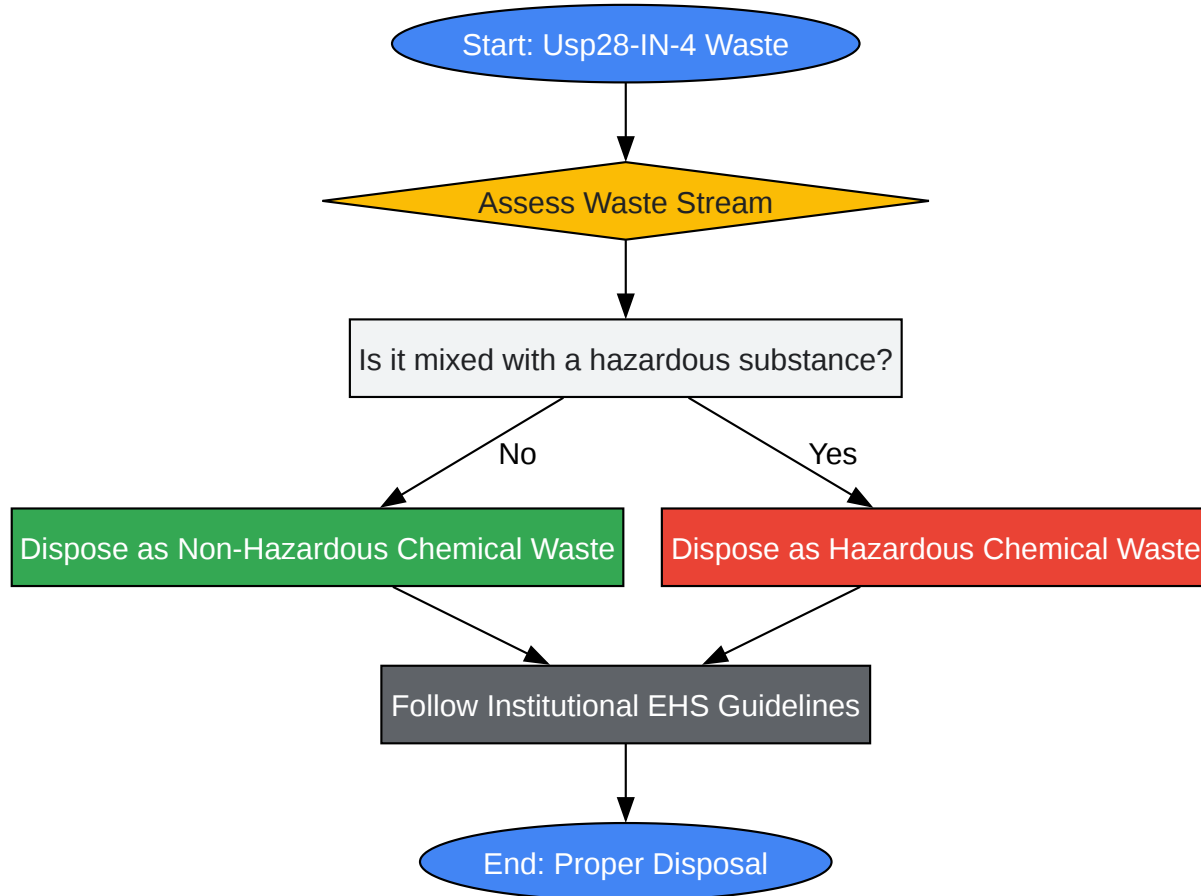 Start: Usp28-IN-4 Waste
Assess Waste Stream
Is it mixed with a hazardous substance?
No
Yes
Dispose as Non-Hazardous Chemical Waste
Dispose as Hazardous Chemical Waste
Follow Institutional EHS Guidelines
End: Proper Disposal